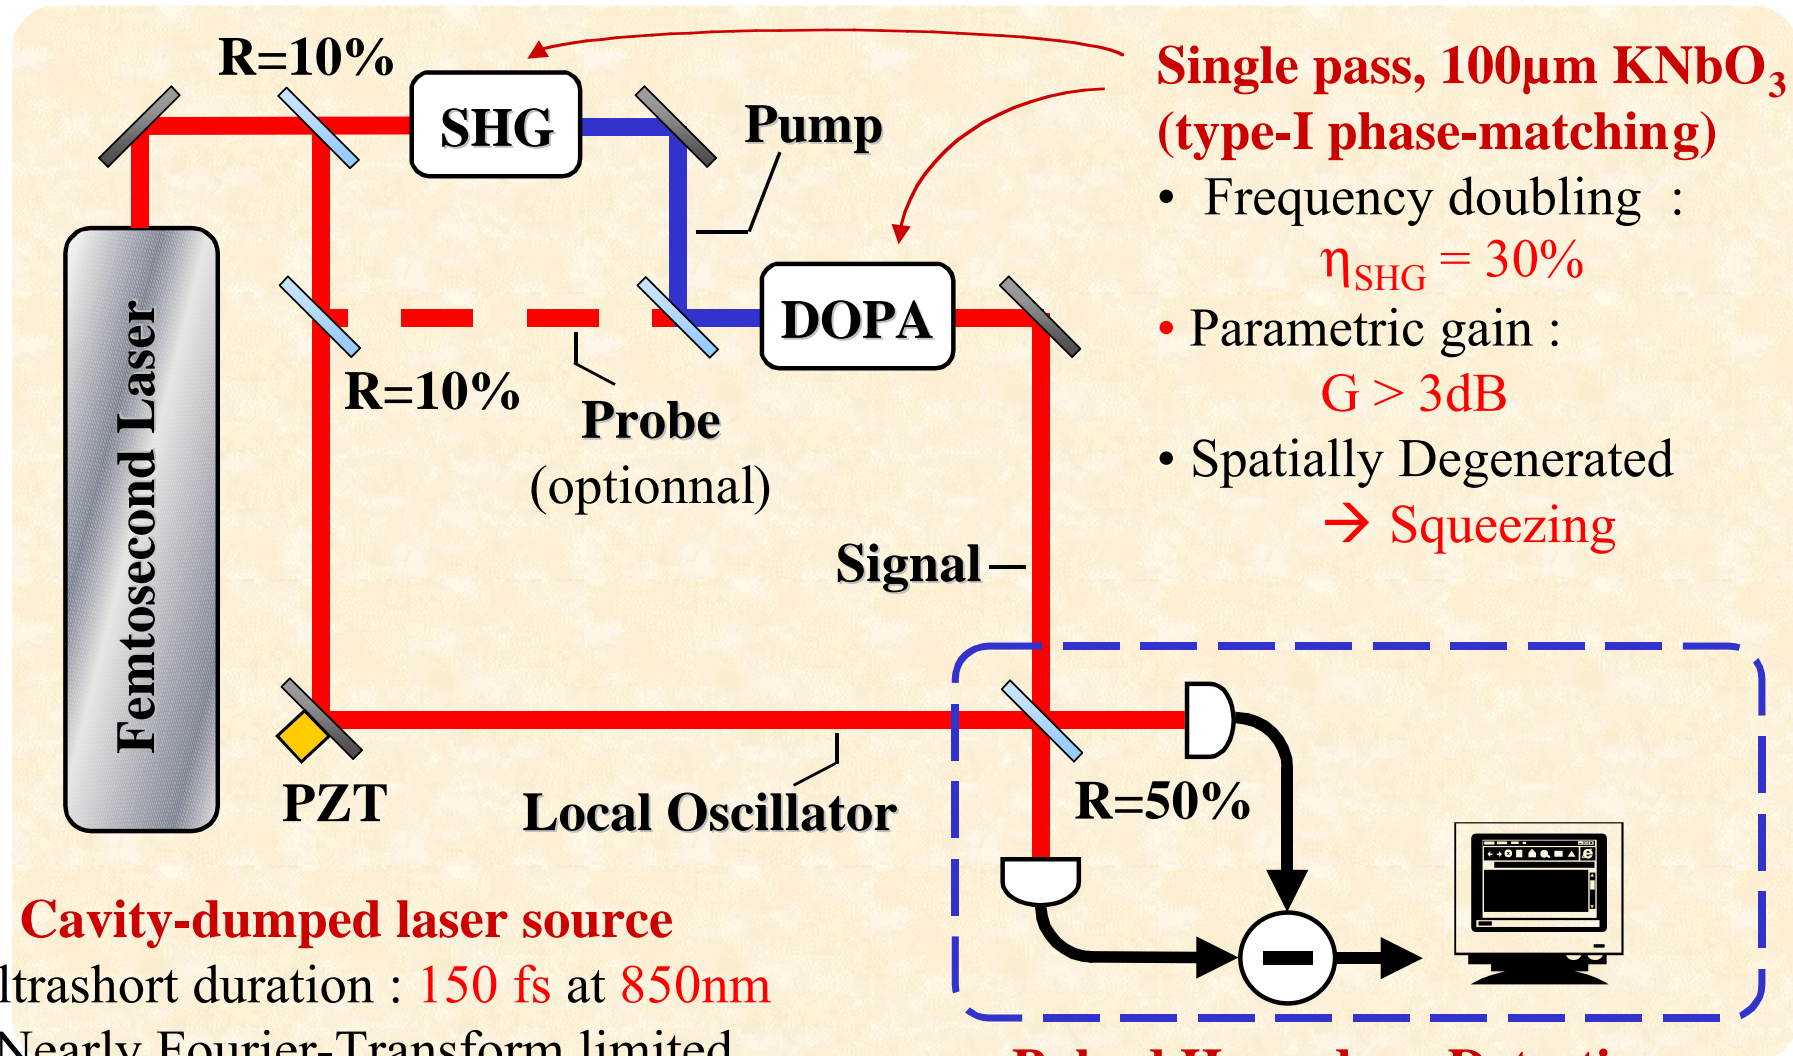 R=10%
SHG
Pump
Single pass, 100µm KNbO3
(type-I phase-matching)
• Frequency doubling :
ηSHG = 30%
• Parametric gain :
G > 3dB
• Spatially Degenerated
→ Squeezing
Femtosecond Laser
DOPA
R=10%
Probe
(optionnal)
Signal
PZT
Local Oscillator
R=50%
Cavity-dumped laser source
ltrashort duration : 150 fs at 850nm
Nearly Fourier-Transform limited